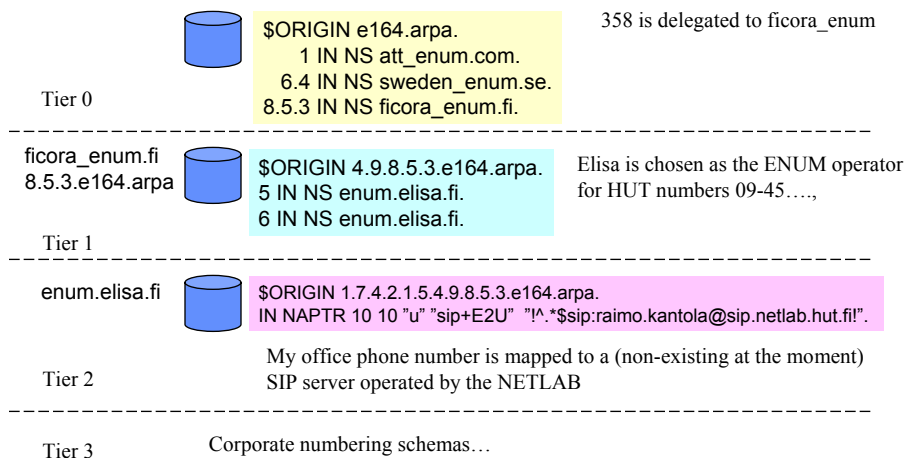 $ORIGIN e164.arpa.
1 IN NS att_enum.com.
6.4 IN NS sweden_enum.se.
8.5.3 IN NS ficora_enum.fi.
358 is delegated to ficora_enum
Tier 0
ficora_enum.fi
8.5.3.e164.arpa
$ORIGIN 4.9.8.5.3.e164.arpa.
5 IN NS enum.elisa.fi.
6 IN NS enum.elisa.fi.
Elisa is chosen as the ENUM operator
for HUT numbers 09-45….,
Tier 1
enum.elisa.fi
$ORIGIN 1.7.4.2.1.5.4.9.8.5.3.e164.arpa.
IN NAPTR 10 10 ”u” ”sip+E2U” ”!^.*$sip:raimo.kantola@sip.netlab.hut.fi!”.
My office phone number is mapped to a (non-existing at the moment)
SIP server operated by the NETLAB
Tier 2
Tier 3
Corporate numbering schemas…